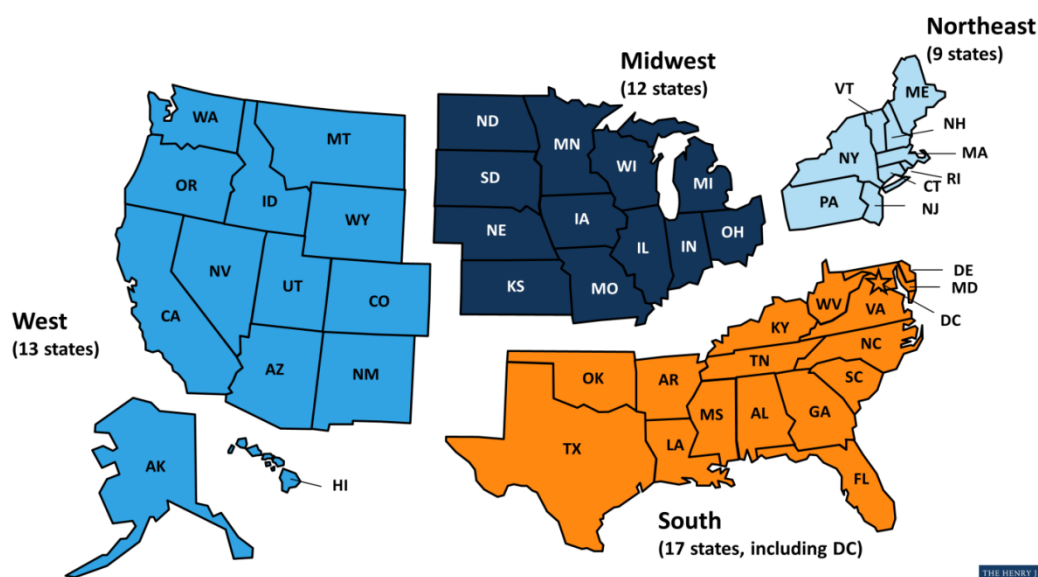 Northeast
(9 states)
Midwest
(12 states)
ME
VT
NH
MA
NY
RI
CT
PA
NJ
WA
MT
OR
ID
WY
NV
UT
CO
CA
AZ
NM
AK
HI
West
(13 states)
ND
MN
SD
WI
MI
NE
IA
IL
IN
OH
KS
MO
DE
MD
DC
WV
VA
KY
NC
TN
SC
OK
AR
MS
AL
GA
TX
LA
FL
South
(17 states, including DC)
THE HENRY J